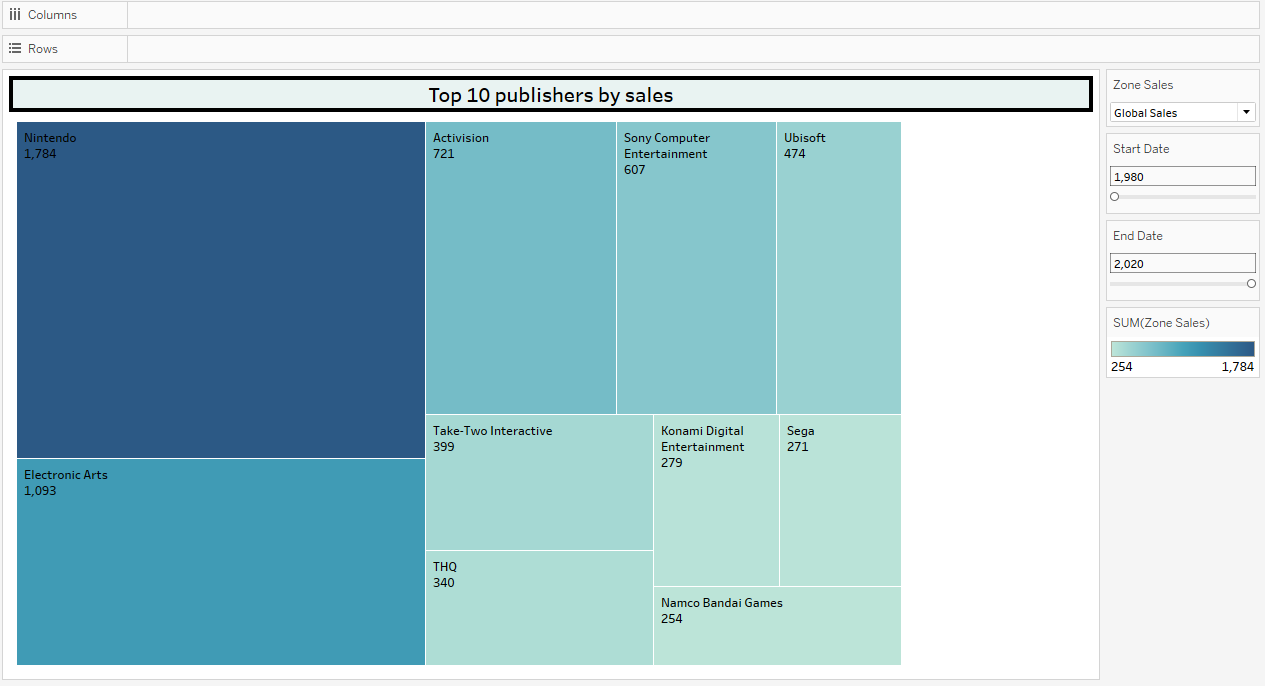 Columns
Rows
Top 10 publishers by sales
Nintendo
1,784
Electronic Arts
1,093
Activision
721
Sony Computer
Entertainment
607
Ubisoft
474
Take-Two Interactive
399
THQ
340
Konami Digital
Entertainment
279
Sega
271
Namco Bandai Games
254
Zone Sales
Global Sales
Start Date
1,980
End Date
2,020
SUM(Zone Sales)
254 1,784